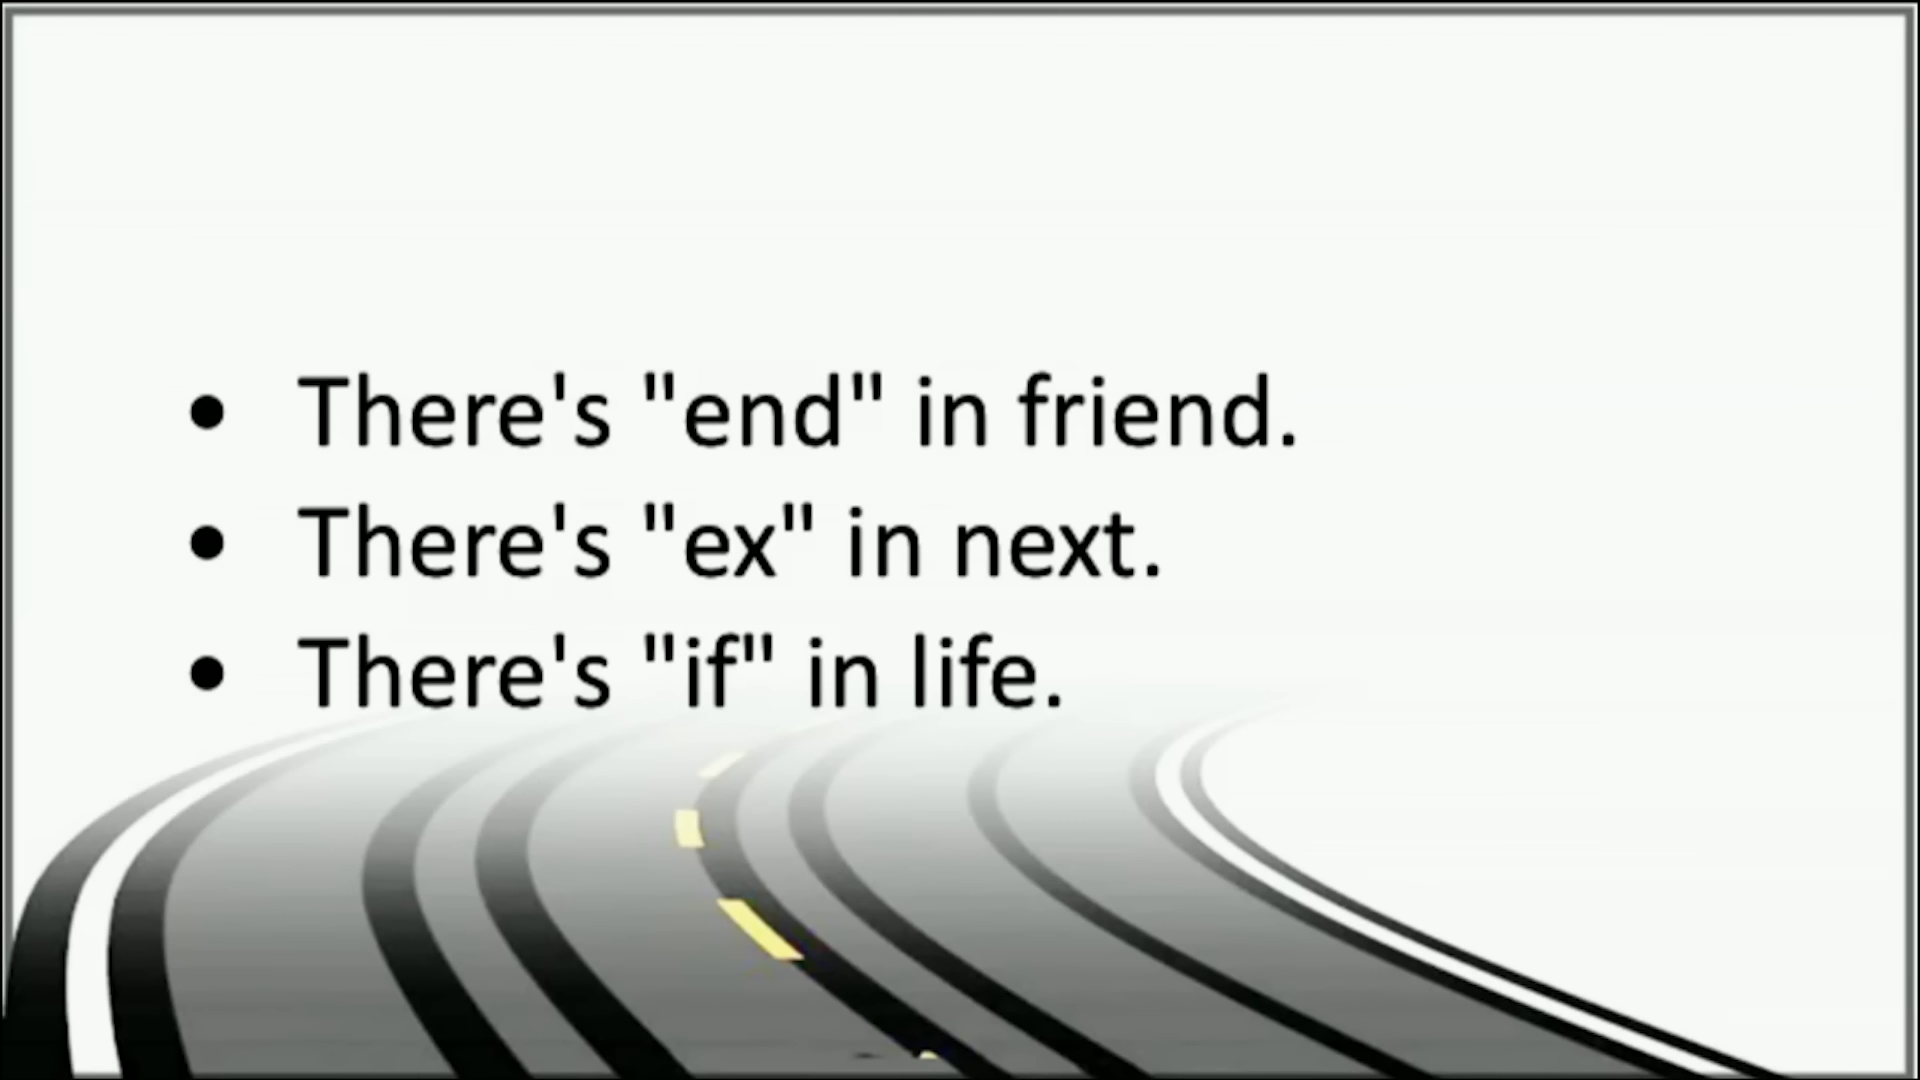 • There's "end" in friend.
• There's "ex" in next.
• There's "if" in life.